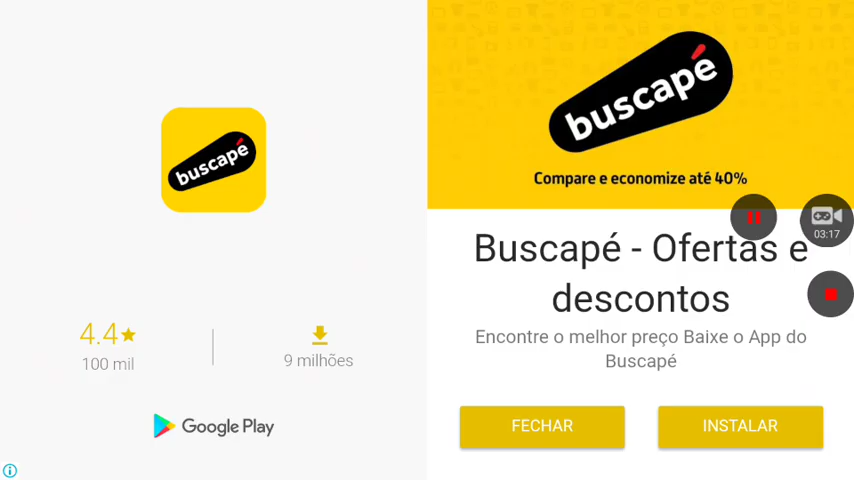 buscapé
4.4★
100 mil
9 milhões
Google Play
buscapé
Compare e economize até 40%
03:17
Buscapé - Ofertas e
descontos
Encontre o melhor preço Baixe o App do
Buscapé
FECHAR
INSTALAR